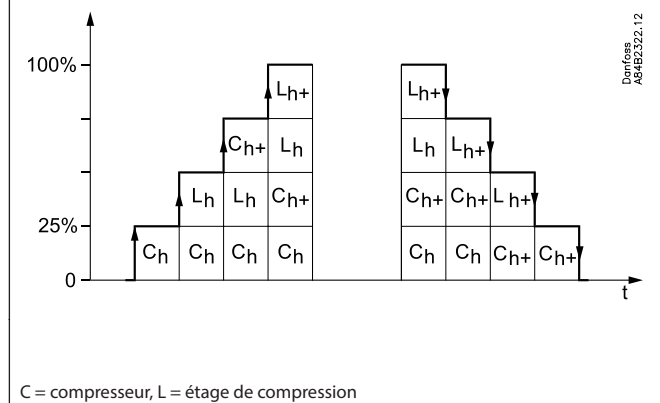 Danfoss
A84B2322.12
100%
Lh+ Lh+
Ch+ Lh Lh Lh+
Lh Lh Ch+ Ch+ Ch+ Lh+
25%
Ch Ch Ch Ch Ch Ch Ch+ Ch+
0
t
C = compresseur, L = étage de compression